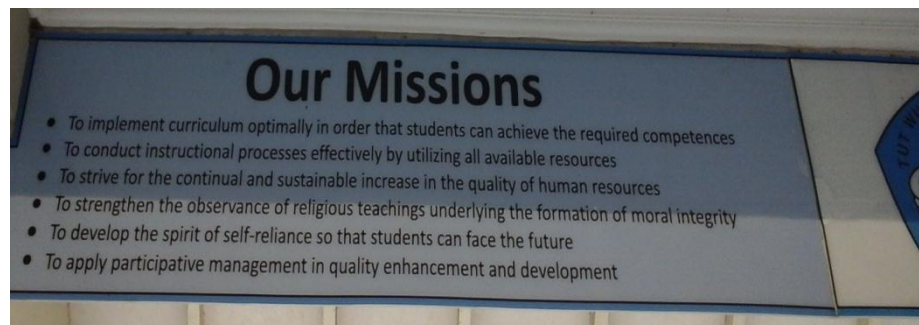 Our Missions
• To implement curriculum optimally in order that students can achieve the required competences
• To conduct instructional processes effectively by utilizing all available resources
• To strive for the continual and sustainable increase in the quality of human resources
• To strengthen the observance of religious teachings underlying the formation of moral integrity
• To develop the spirit of self-reliance so that students can face the future
• To apply participative management in quality enhancement and development
TUT